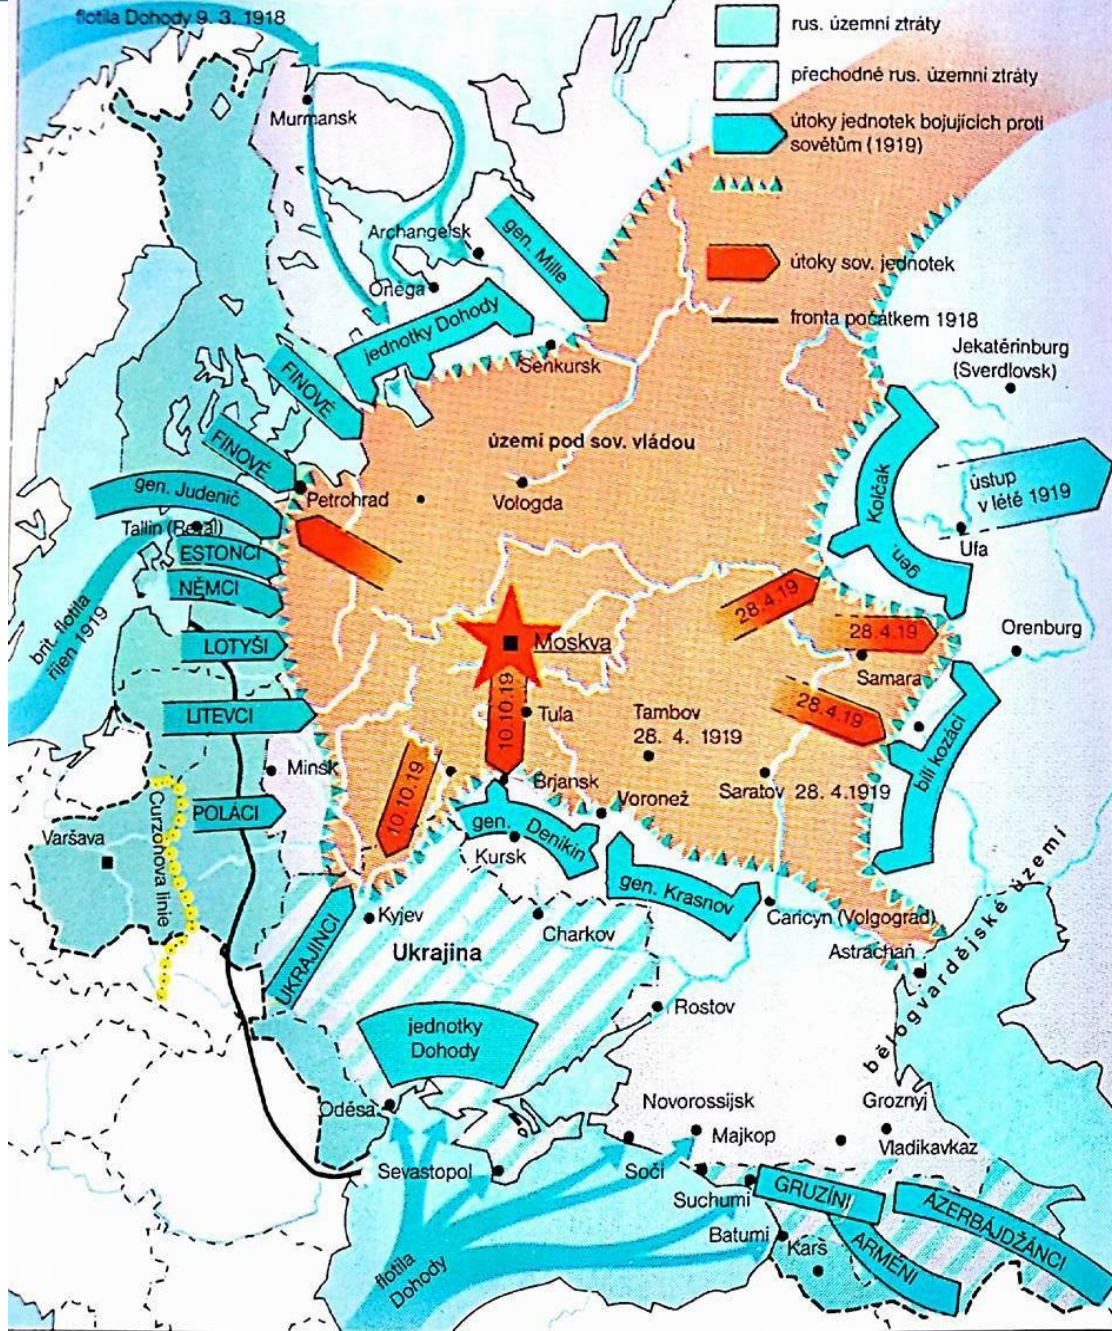 flotila Dohody 9. 3. 1918
rus. územní ztráty
přechodné rus. územní ztráty
útoky jednotek bojujících proti
sovětům (1919)
útoky sov. jednotek
fronta počátkem 1918
Murmansk
Archangelsk
Oněga
gen. Mille
jednotky Dohody
Senkursk
Jekatěrinburg
(Sverdlovsk)
FINOVÉ
FINOVÉ
území pod sov. vládou
gen. Judenič
Petrohrad
Vologda
gen. Kolčak
ústup
v létě 1919
Ufa
Tallin (Reval)
ESTONCI
NĚMCI
brit. flotila
říjen 1919
LOTYŠI
Moskva
28.4.19
28.4.19
Orenburg
Samara
LITEVCI
10.10.19
Tula
Tambov
28. 4. 1919
28.4.19
bílí kozáci
Minsk
10.10.19
Brjansk
Voronež
Saratov 28. 4.1919
POLÁCI
Curzonova linie
Varšava
gen. Denikin
Kursk
gen. Krasnov
Caricyn (Volgograd)
Astrachaň
bělogvardějské území
UKRAJINCI
Kyjev
Charkov
Ukrajina
Rostov
jednotky
Dohody
Oděsa
Novorossijsk
Majkop
Groznyj
Vladikavkaz
Sevastopol
Soči
Suchumi
GRUZÍNI
AZERBÁJDŽÁNCI
Batumi
Kars
ARMÉNI
flotila
Dohody